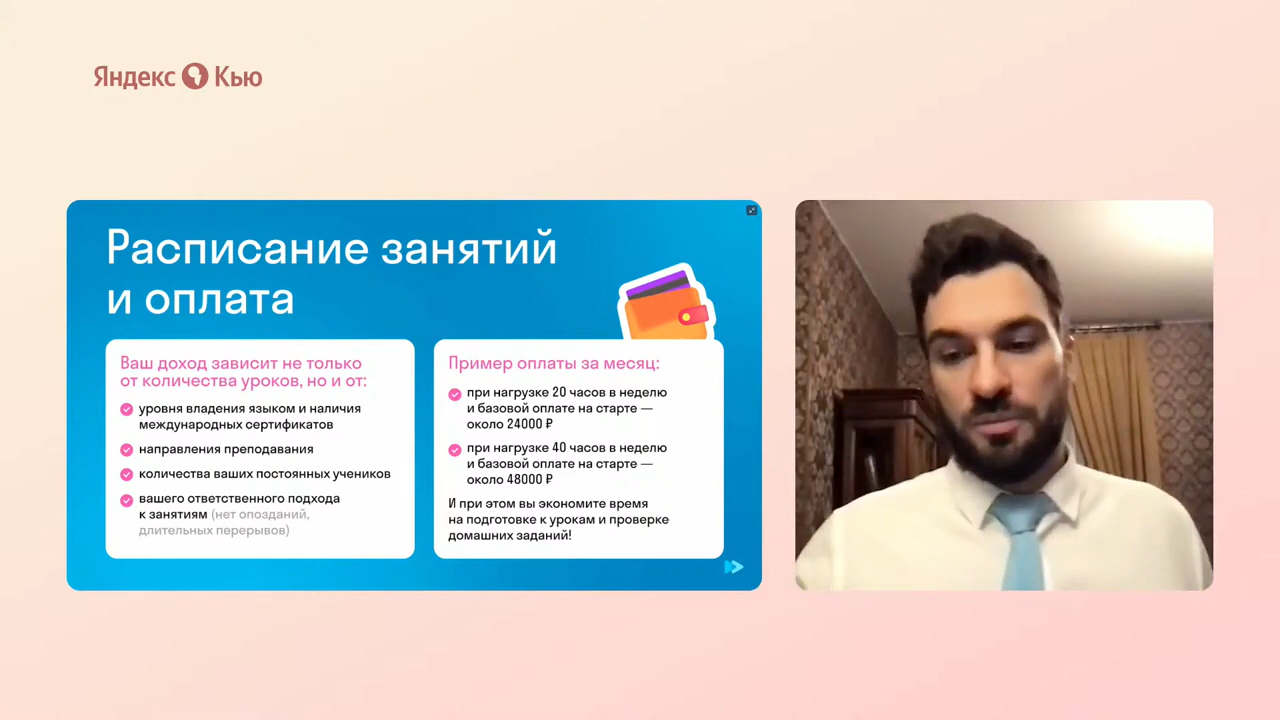 Яндекс Кью
Расписание занятий
и оплата
Ваш доход зависит не только
от количества уроков, но и от:
уровня владения языком и наличия
международных сертификатов
направления преподавания
количества ваших постоянных учеников
вашего ответственного подхода
к занятиям (нет опозданий,
длительных перерывов)
Пример оплаты за месяц:
при нагрузке 20 часов в неделю
и базовой оплате на старте —
около 24000 ₽
при нагрузке 40 часов в неделю
и базовой оплате на старте —
около 48000 ₽
И при этом вы экономите время
на подготовке к урокам и проверке
домашних заданий!